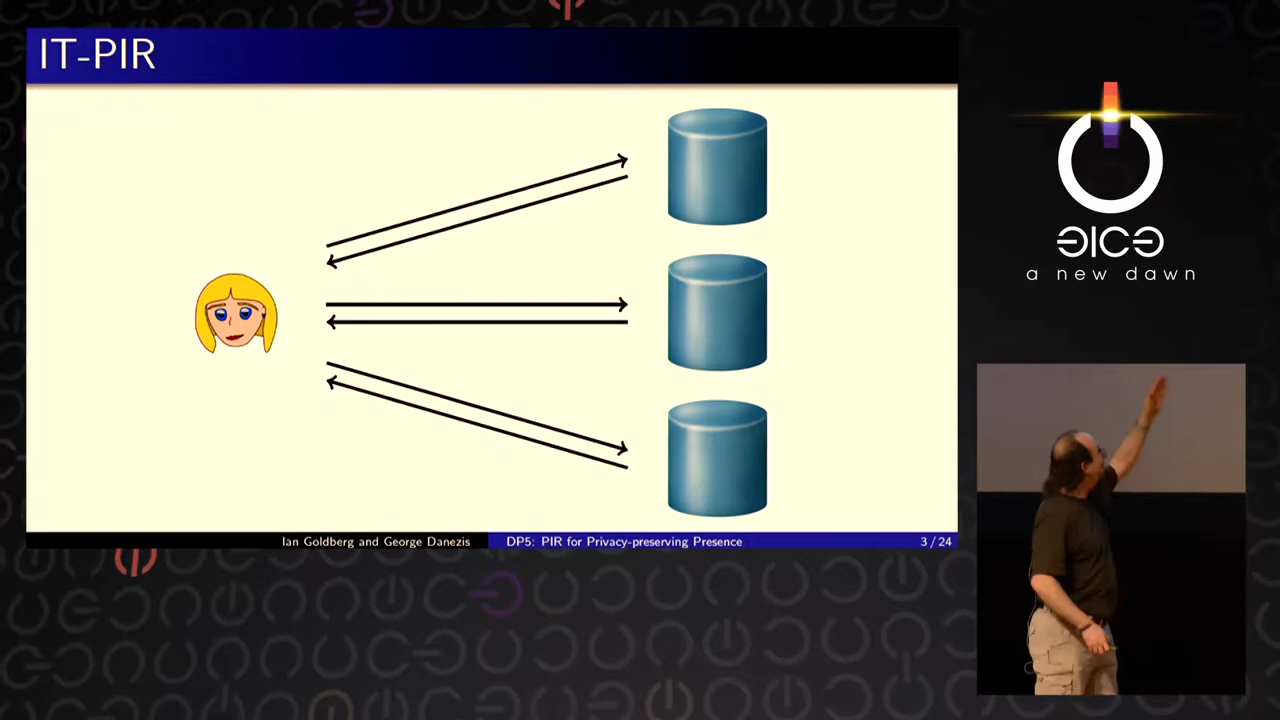 IT-PIR
Ian Goldberg and George Danezis
DP5: PIR for Privacy-preserving Presence
3 / 24
a new dawn